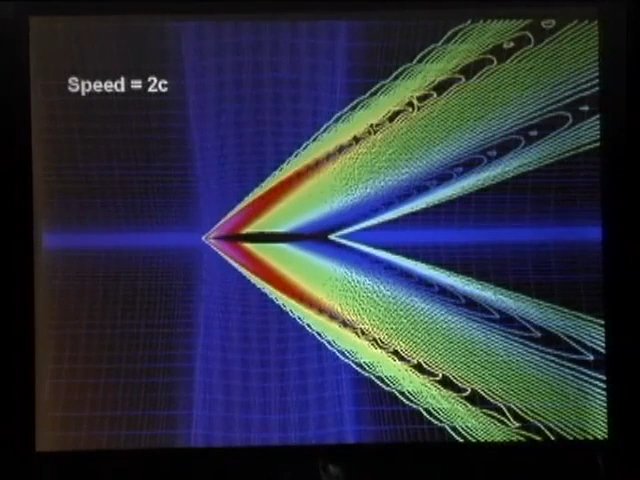 Speed = 2c